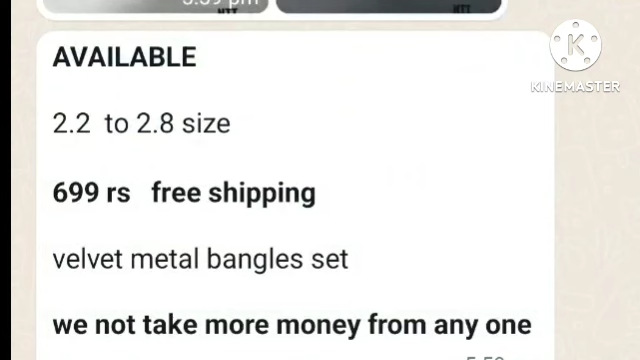 AVAILABLE
2.2 to 2.8 size
699 rs free shipping
velvet metal bangles set
we not take more money from any one
K
KINEMASTER